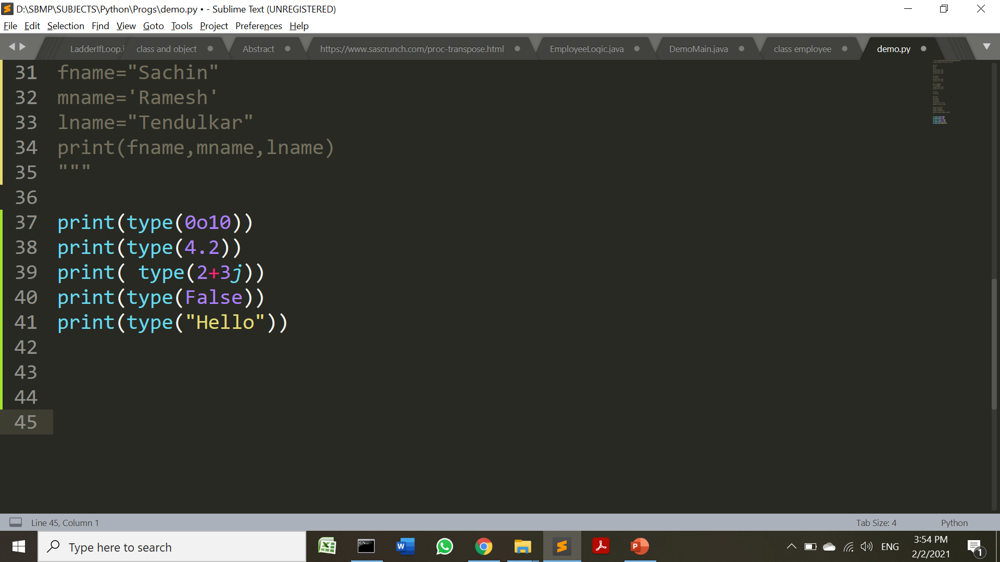 D:\SBMP\SUBJECTS\Python\Progs\demo.py • - Sublime Text (UNREGISTERED)
File Edit Selection Find View Goto Tools Project Preferences Help
LadderIfLoop.j class and object Abstract https://www.sascrunch.com/proc-transpose.html EmployeeLogic.java DemoMain.java class employee demo.py
31 fname="Sachin"
32 mname='Ramesh'
33 lname="Tendulkar"
34 print(fname,mname,lname)
35 """
36
37 print(type(0o10))
38 print(type(4.2))
39 print( type(2+3j))
40 print(type(False))
41 print(type("Hello"))
42
43
44
45
Line 45, Column 1 Tab Size: 4 Python
Type here to search ENG 3:54 PM
2/2/2021 1